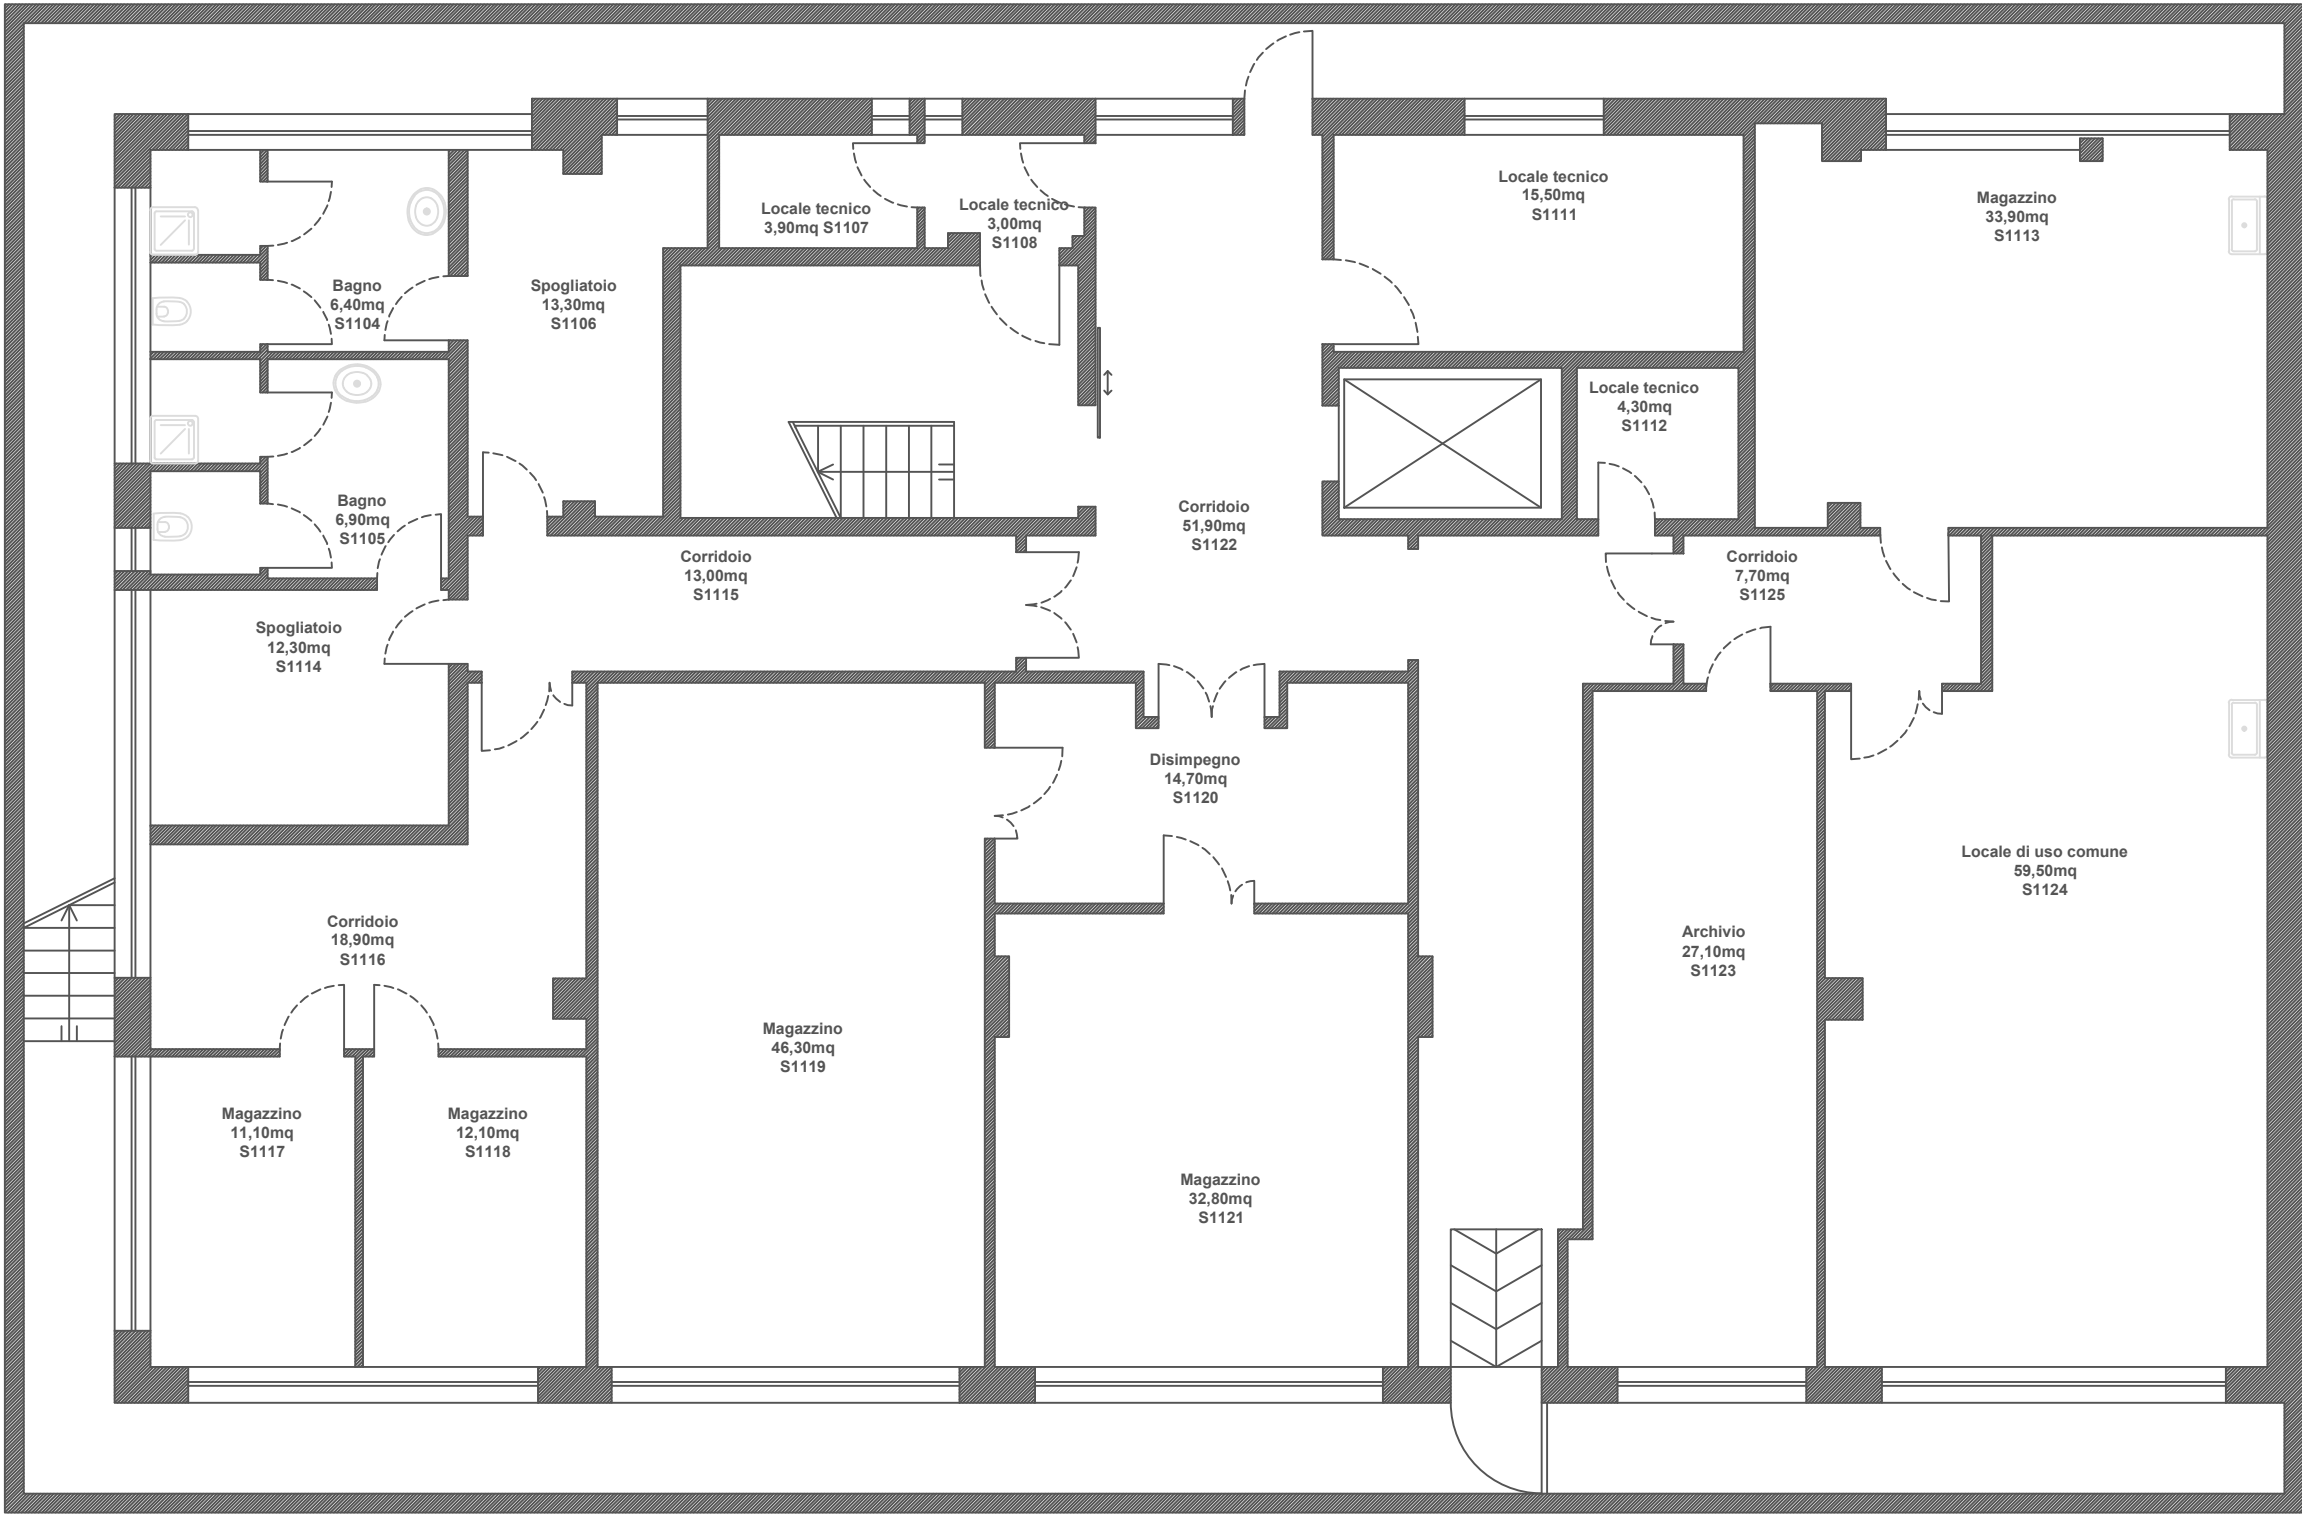 Locale tecnico
15,50mq
S1111
Magazzino
33,90mq
S1113
Locale tecnico
3,90mq S1107
Locale tecnico
3,00mq
S1108
Bagno
6,40mq
S1104
Spogliatoio
13,30mq
S1106
Locale tecnico
4,30mq
S1112
Bagno
6,90mq
S1105
Corridoio
51,90mq
S1122
Corridoio
13,00mq
S1115
Corridoio
7,70mq
S1125
Spogliatoio
12,30mq
S1114
Disimpegno
14,70mq
S1120
Locale di uso comune
59,50mq
S1124
Corridoio
18,90mq
S1116
Archivio
27,10mq
S1123
Magazzino
46,30mq
S1119
Magazzino
11,10mq
S1117
Magazzino
12,10mq
S1118
Magazzino
32,80mq
S1121